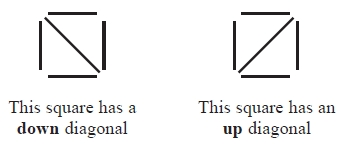 This square has a
down diagonal
This square has an
up diagonal